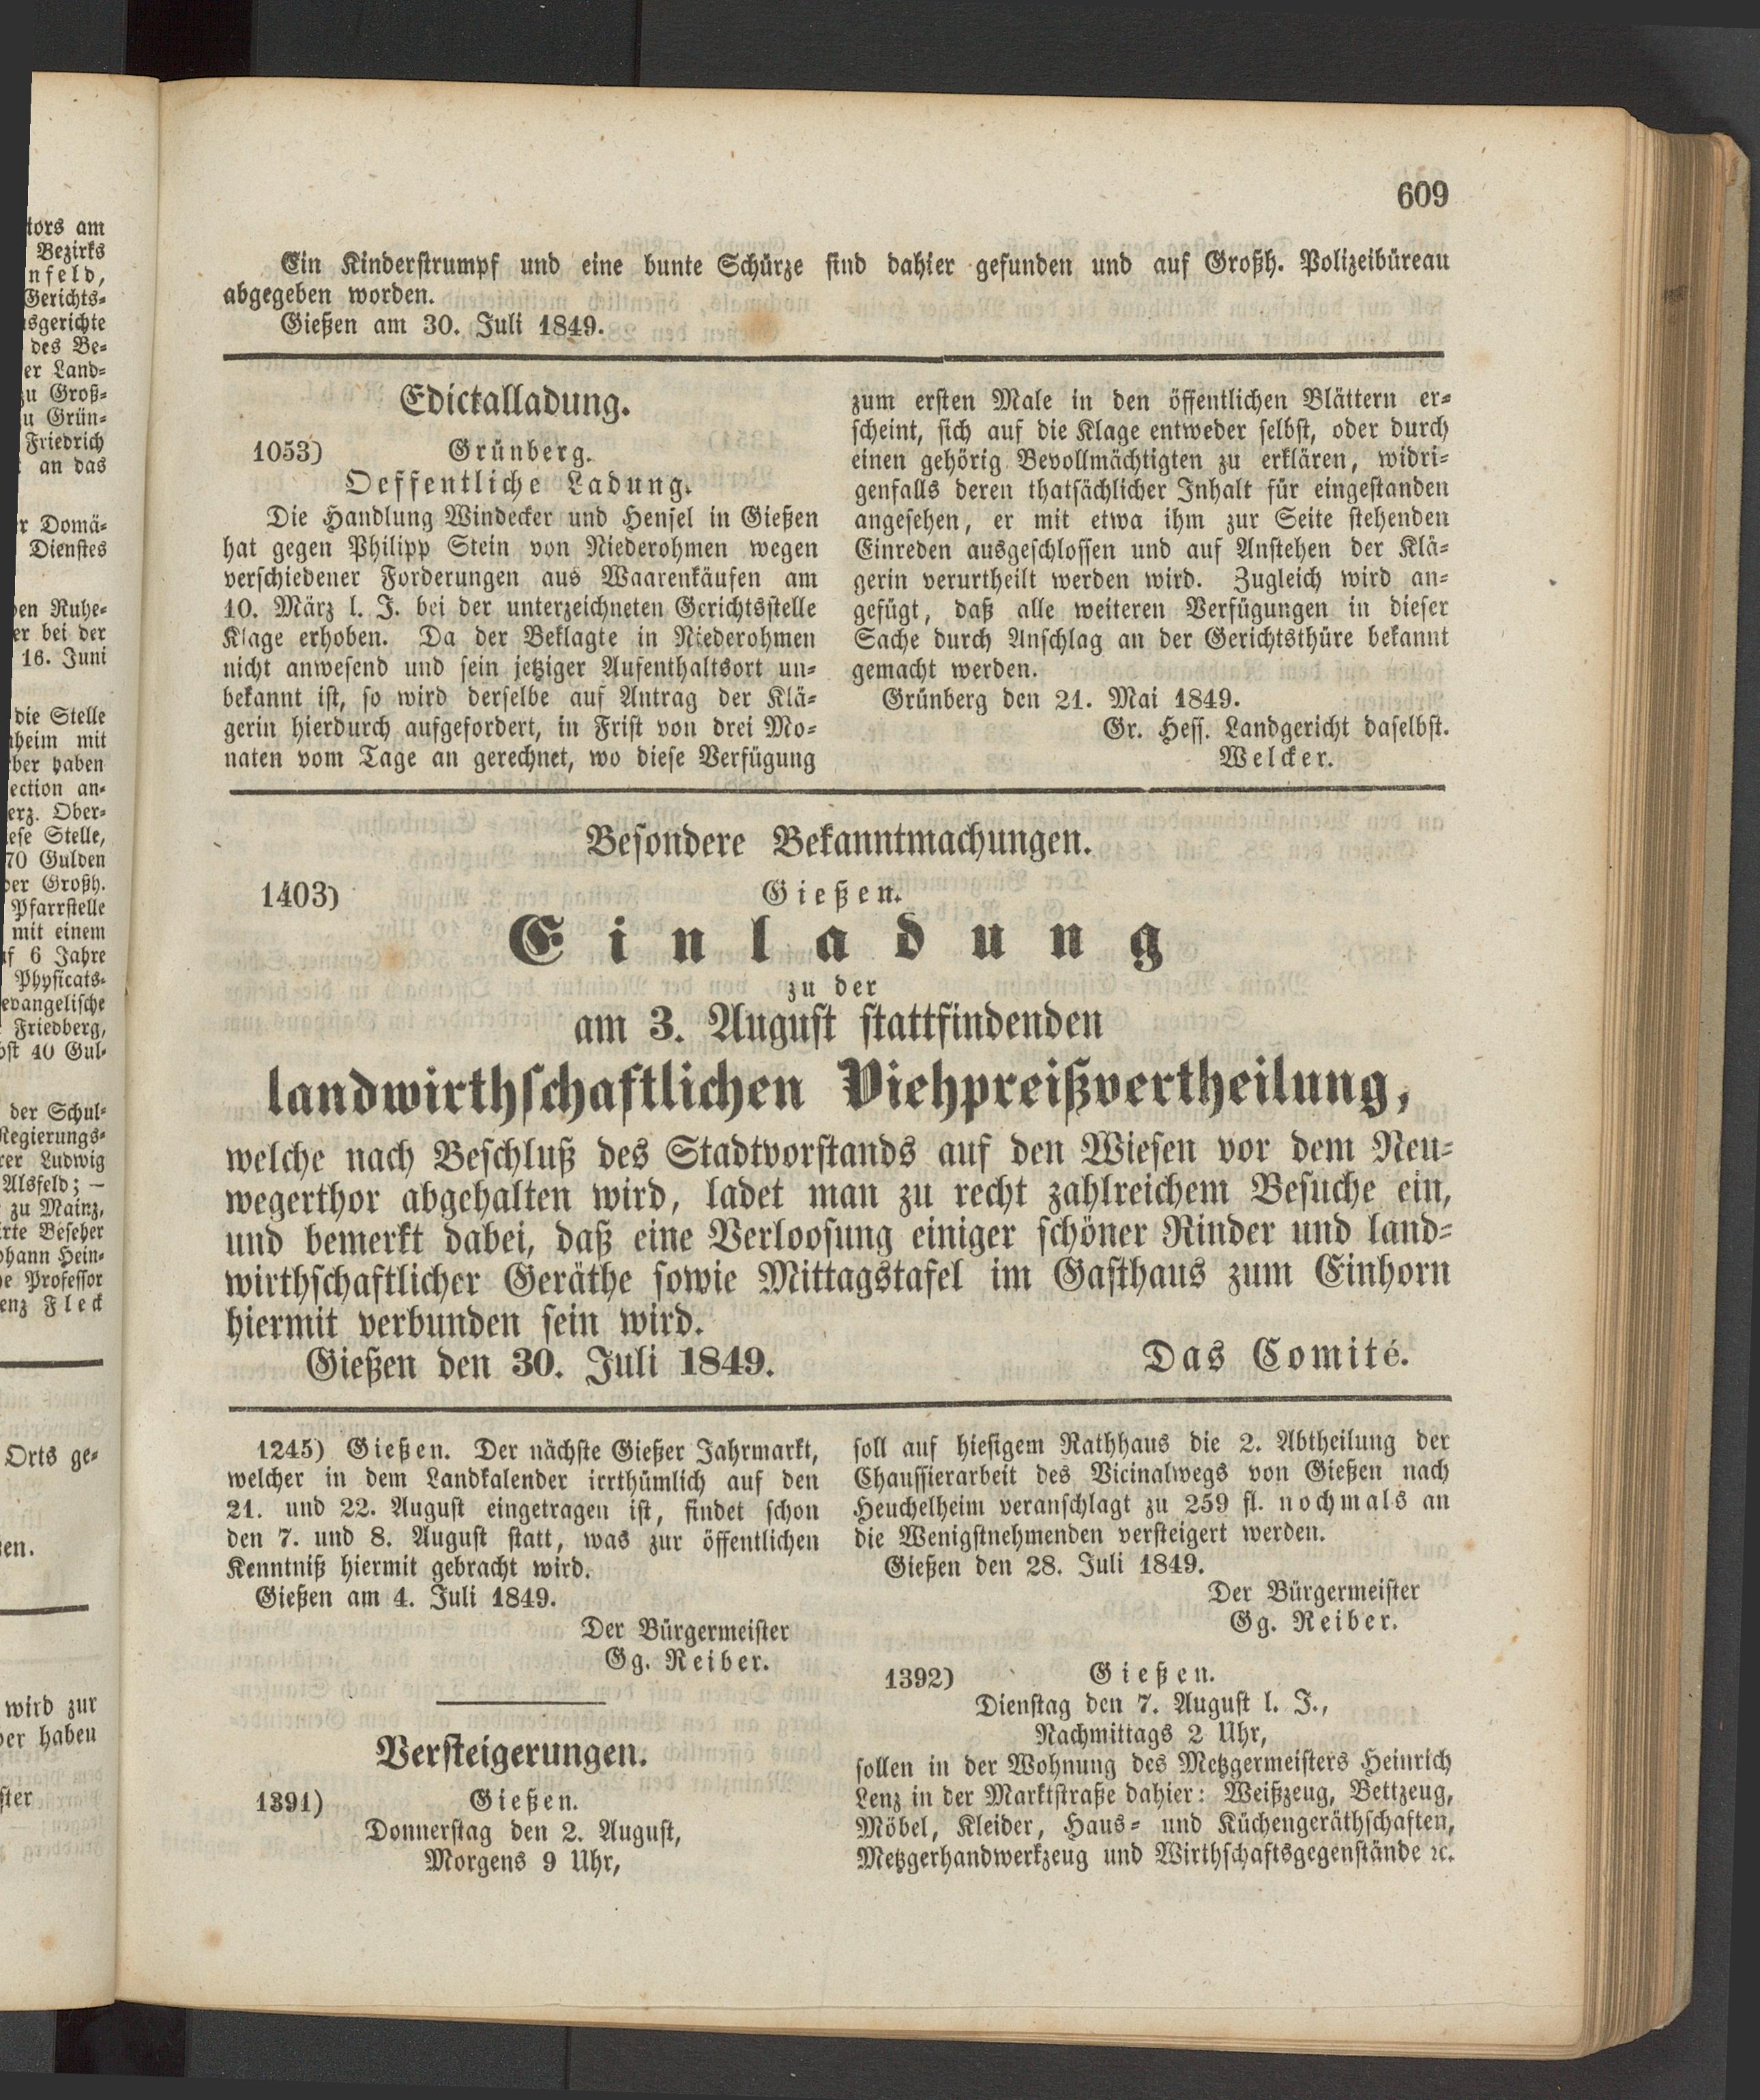 609
Ein Kinderstrumpf und eine bunte Schürze sind dahier gefunden und auf Großh. Polizeibüreau
abgegeben worden.
Gießen am 30. Juli 1849.
Edictalladung.
1053) Grünberg.
Oeffentliche Ladung.
Die Handlung Windecker und Hensel in Gießen
hat gegen Philipp Stein von Niederohmen wegen
verschiedener Forderungen aus Waarenkäufen am
10. März l. J. bei der unterzeichneten Gerichtsstelle
Klage erhoben. Da der Beklagte in Niederohmen
nicht anwesend und sein jetziger Aufenthaltsort un-
bekannt ist, so wird derselbe auf Antrag der Klä-
gerin hierdurch aufgefordert, in Frist von drei Mo-
naten vom Tage an gerechnet, wo diese Verfügung
zum ersten Male in den öffentlichen Blättern er-
scheint, sich auf die Klage entweder selbst, oder durch
einen gehörig Bevollmächtigten zu erklären, widri-
genfalls deren thatsächlicher Inhalt für eingestanden
angesehen, er mit etwa ihm zur Seite stehenden
Einreden ausgeschlossen und auf Anstehen der Klä-
gerin verurtheilt werden wird. Zugleich wird an-
gefügt, daß alle weiteren Verfügungen in dieser
Sache durch Anschlag an der Gerichtsthüre bekannt
gemacht werden.
Grünberg den 21. Mai 1849.
Gr. Hess. Landgericht daselbst.
Welcker.
Besondere Bekanntmachungen.
1403) Gießen.
Einladung
zu der
am 3. August stattfindenden
landwirthschaftlichen Viehpreißvertheilung,
welche nach Beschluß des Stadtvorstands auf den Wiesen vor dem Neu-
wegerthor abgehalten wird, ladet man zu recht zahlreichem Besuche ein,
und bemerkt dabei, daß eine Verloosung einiger schöner Rinder und land-
wirthschaftlicher Geräthe sowie Mittagstafel im Gasthaus zum Einhorn
hiermit verbunden sein wird.
Gießen den 30. Juli 1849. Das Comité.
1245) Gießen. Der nächste Gießer Jahrmarkt,
welcher in dem Landkalender irrthümlich auf den
21. und 22. August eingetragen ist, findet schon
den 7. und 8. August statt, was zur öffentlichen
Kenntniß hiermit gebracht wird.
Gießen am 4. Juli 1849.
Der Bürgermeister
Gg. Reiber.
Versteigerungen.
1391) Gießen.
Donnerstag den 2. August,
Morgens 9 Uhr,
soll auf hiesigem Rathhaus die 2. Abtheilung der
Chaussierarbeit des Vicinalwegs von Gießen nach
Heuchelheim veranschlagt zu 259 fl. nochmals an
die Wenigstnehmenden versteigert werden.
Gießen den 28. Juli 1849.
Der Bürgermeister
Gg. Reiber.
1392) Gießen.
Dienstag den 7. August l. J.,
Nachmittags 2 Uhr,
sollen in der Wohnung des Metzgermeisters Heinrich
Lenz in der Marktstraße dahier: Weißzeug, Bettzeug,
Möbel, Kleider, Haus- und Küchengeräthschaften,
Metzgerhandwerkzeug und Wirthschaftsgegenstände ꝛc.